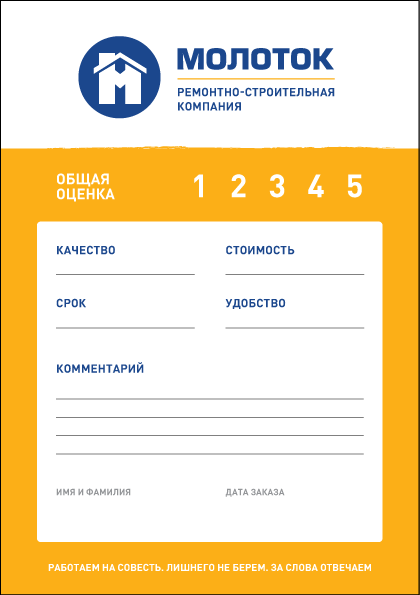 МОЛОТОК
РЕМОНТНО-СТРОИТЕЛЬНАЯ
КОМПАНИЯ
ОБЩАЯ
ОЦЕНКА
1 2 3 4 5
КАЧЕСТВО
СТОИМОСТЬ
СРОК
УДОБСТВО
КОММЕНТАРИЙ
ИМЯ И ФАМИЛИЯ
ДАТА ЗАКАЗА
РАБОТАЕМ НА СОВЕСТЬ. ЛИШНЕГО НЕ БЕРЕМ. ЗА СЛОВА ОТВЕЧАЕМ